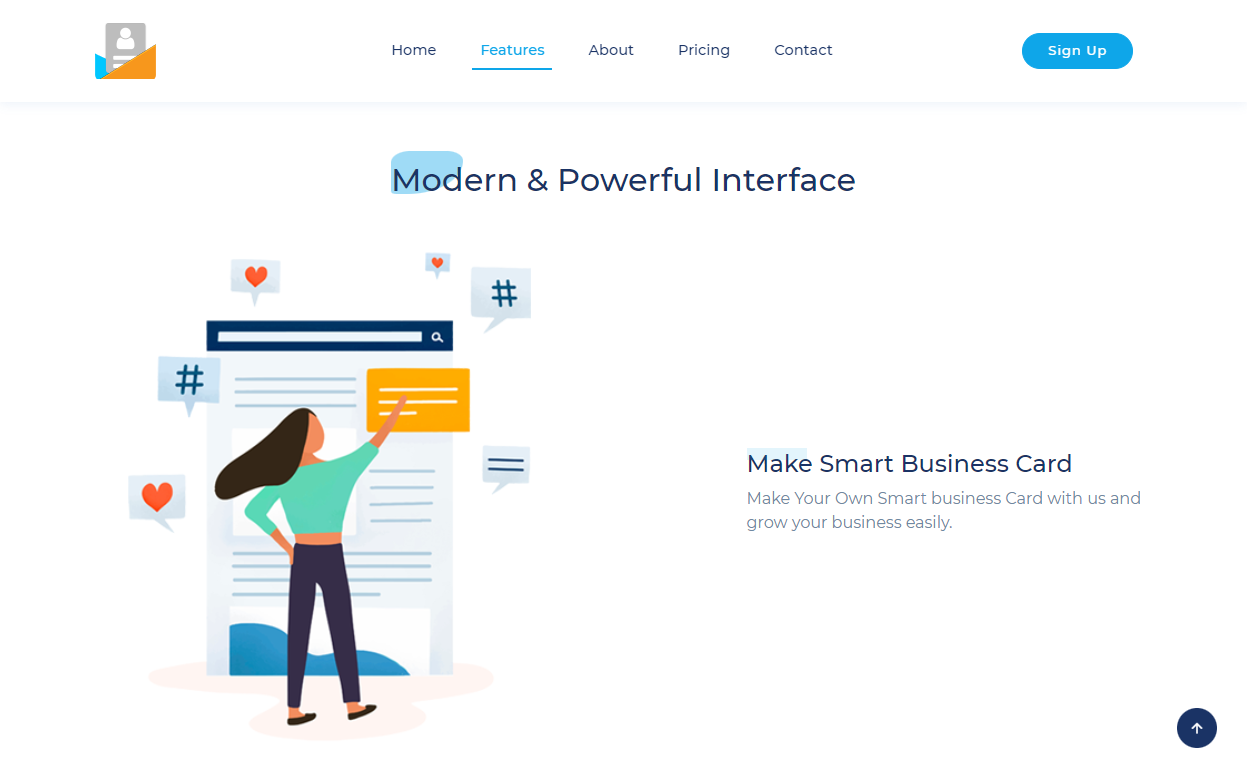 Home Features About Pricing Contact Sign Up
Modern & Powerful Interface
#
#
Make Smart Business Card
Make Your Own Smart business Card with us and
grow your business easily.